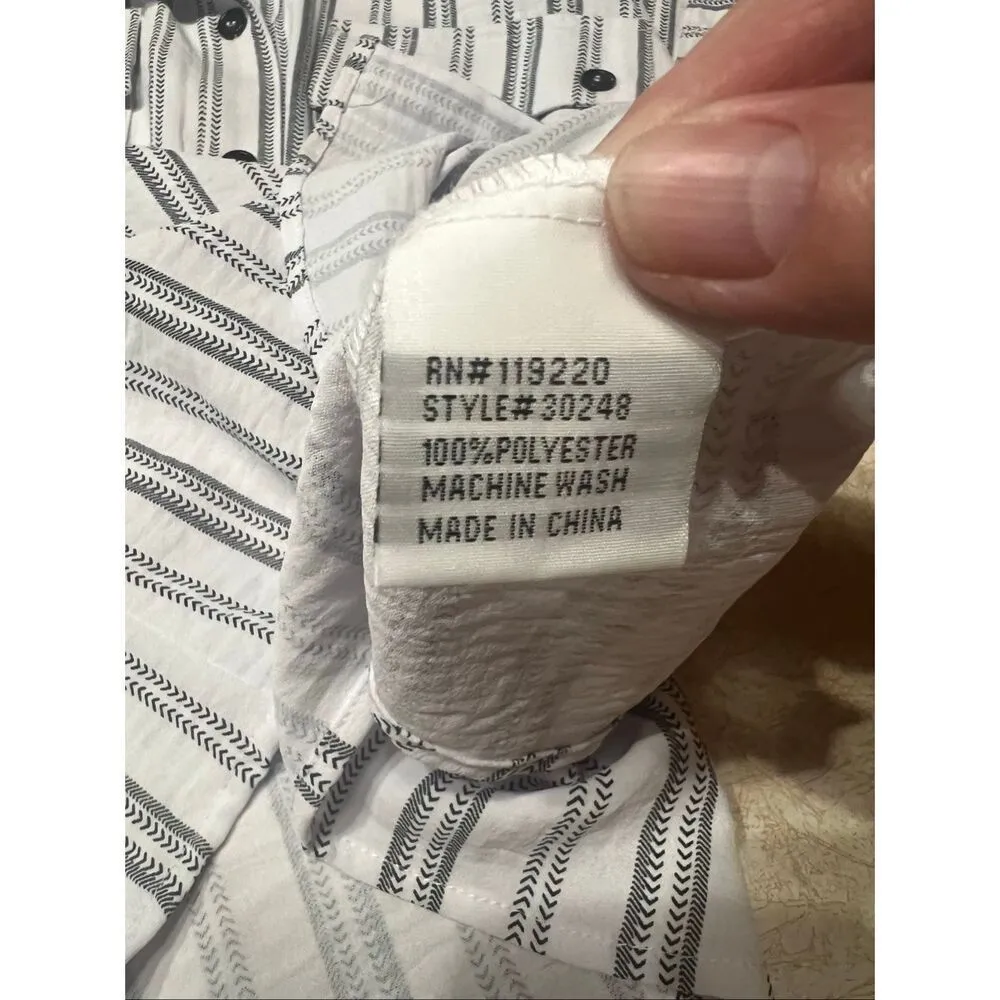 RN#119220
STYLE#30248
100%POLYESTER
MACHINE WASH
MADE IN CHINA